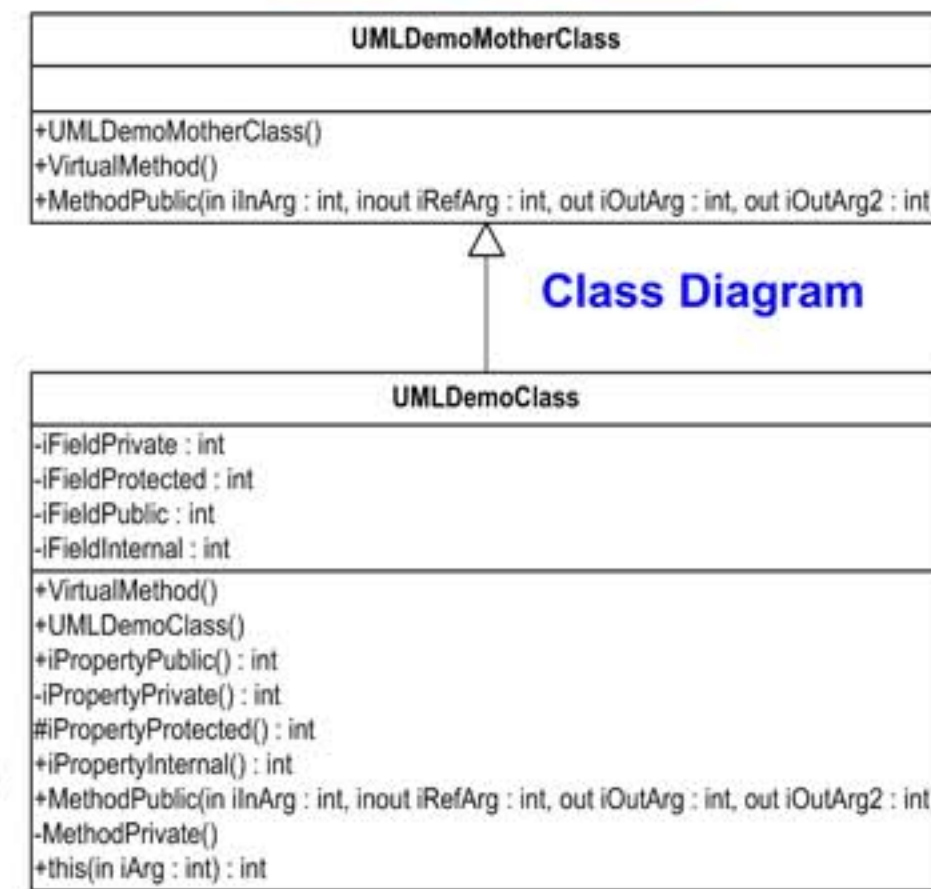 UMLDemoMotherClass
+UMLDemoMotherClass()
+VirtualMethod()
+MethodPublic(in iInArg : int, inout iRefArg : int, out iOutArg : int, out iOutArg2 : int
Class Diagram
UMLDemoClass
-iFieldPrivate : int
-iFieldProtected : int
-iFieldPublic : int
-iFieldInternal : int
+VirtualMethod()
+UMLDemoClass()
+iPropertyPublic() : int
-iPropertyPrivate() : int
#iPropertyProtected() : int
+iPropertyInternal() : int
+MethodPublic(in iInArg : int, inout iRefArg : int, out iOutArg : int, out iOutArg2 : int
-MethodPrivate()
+this(in iArg : int) : int